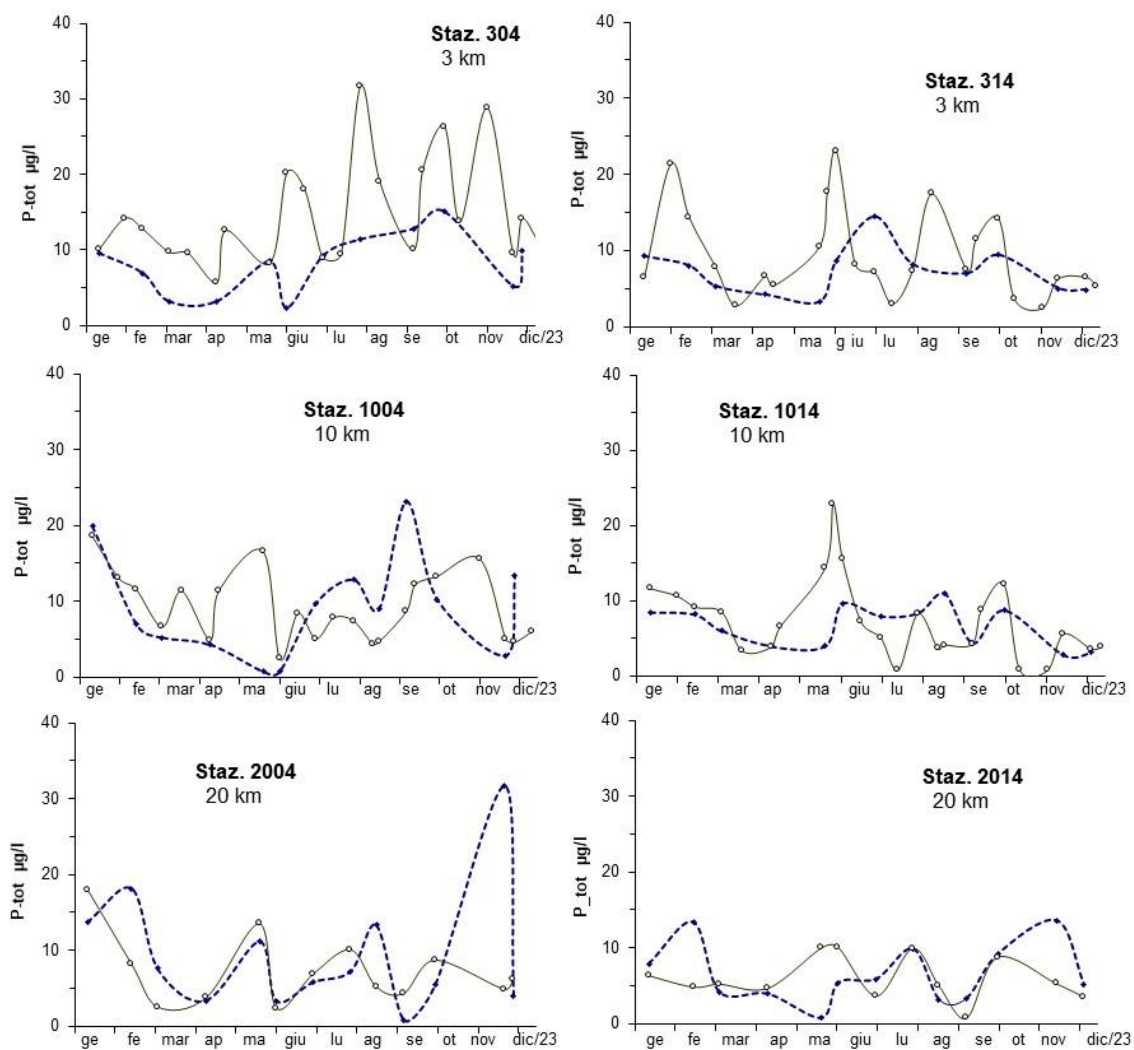 40
30
20
10
0
P-tot µg/l
Staz. 304
3 km
ge fe mar ap ma giu lu ag se ot nov dic/23
40
30
20
10
0
P-tot µg/l
Staz. 314
3 km
ge fe mar ap ma g iu lu ag se ot nov dic/23
40
30
20
10
0
P-tot µg/l
Staz. 1004
10 km
ge fe mar ap ma giu lu ag se ot nov dic/23
40
30
20
10
0
P-tot µg/l
Staz. 1014
10 km
ge fe mar ap ma giu lu ag se ot nov dic/23
40
30
20
10
0
P-tot µg/l
Staz. 2004
20 km
ge fe mar ap ma giu lu ag se ot nov dic/23
40
30
20
10
0
P_tot µg/l
Staz. 2014
20 km
ge fe mar ap ma giu lu ag se ot nov dic/23